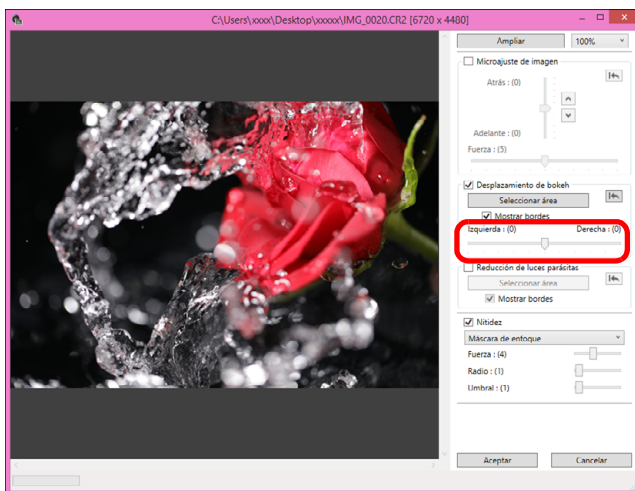 C:\Users\xxxx\Desktop\xxxxx\IMG_0020.CR2 [6720 x 4480]
Ampliar 100%
Microajuste de imagen
Atrás : (0)
Adelante : (0)
Fuerza : (5)
Desplazamiento de bokeh
Seleccionar área
Mostrar bordes
Izquierda : (0) Derecha : (0)
Reducción de luces parásitas
Seleccionar área
Mostrar bordes
Nitidez
Máscara de enfoque
Fuerza : (4)
Radio : (1)
Umbral : (1)
Aceptar Cancelar